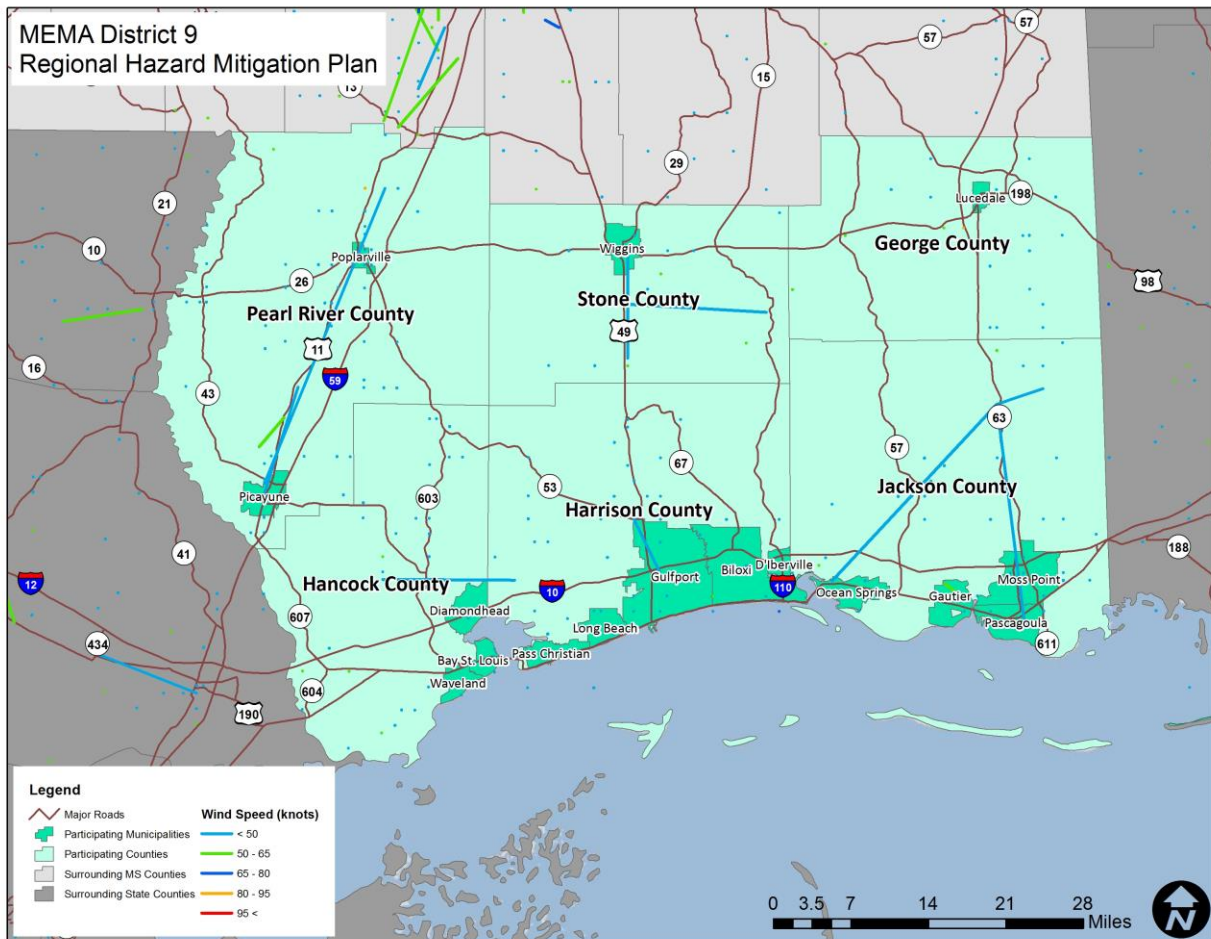 MEMA District 9
Regional Hazard Mitigation Plan
57
57
15
13
29
21
198
Lucedale
10
George County
Wiggins
Poplarville
98
26
Stone County
Pearl River County
49
11
16
59
43
63
57
67
53
603
Jackson County
Picayune
Harrison County
41
188
12
Hancock County
10
Gulfport
Biloxi
D'Iberville
110
Moss Point
Ocean Springs
Gautier
Diamondhead
607
Long Beach
Pascagoula
434
Bay St. Louis
Pass Christian
611
Waveland
604
190
Legend
Major Roads
Participating Municipalities
Participating Counties
Surrounding MS Counties
Surrounding State Counties
Wind Speed (knots)
< 50
50 - 65
65 - 80
80 - 95
95 <
0 3.5 7 14 21 28
Miles
N